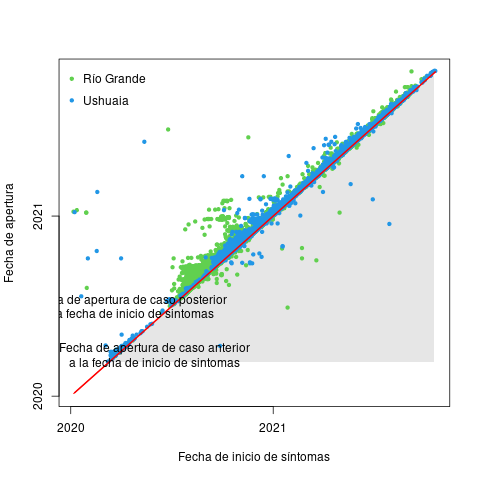 Río Grande
Ushuaia
a de apertura de caso posterior
a fecha de inicio de síntomas
Fecha de apertura de caso anterior
a la fecha de inicio de síntomas
Fecha de apertura
2020
2021
2020
2021
Fecha de inicio de síntomas